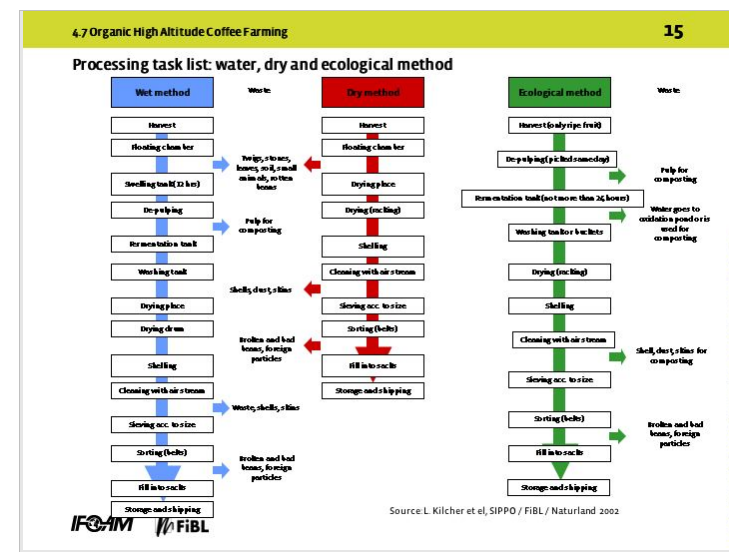 4.7 Organic High Altitude Coffee Farming
15
Processing task list: water, dry and ecological method
Wet method
Waste
Harvest
Floating chamber
Swelling tank (12 hrs)
De-pulping
Fermentation tank
Washing tank
Drying place
Drying drum
Shelling
Cleaning with air stream
Sieving acc. to size
Sorting (belts)
Fill into sacks
Storage and shipping
Twigs, stones,
leaves, soil, small
animals, rotten
beans
Pulp for
composting
Shells, dust, skins
Broken and bad
beans, foreign
particles
Waste, shells, skins
Broken and bad
beans, foreign
particles
Dry method
Harvest
Floating chamber
Drying place
Drying (racking)
Shelling
Cleaning with air stream
Sieving acc. to size
Sorting (belts)
Fill into sacks
Storage and shipping
Ecological method
Waste
Harvest (only ripe fruit)
De-pulping (picked same day)
Fermentation tank (not more than 24 hours)
Washing tank or buckets
Drying (racking)
Shelling
Cleaning with air stream
Sieving acc. to size
Sorting (belts)
Fill into sacks
Storage and shipping
Pulp for
composting
Water goes to
oxidation pond or is
used for
composting
Shell, dust, skins for
composting
Broken and bad
beans, foreign
particles
Source: L. Kilcher et el, SIPPO / FiBL / Naturland 2002
IFOAM
FiBL